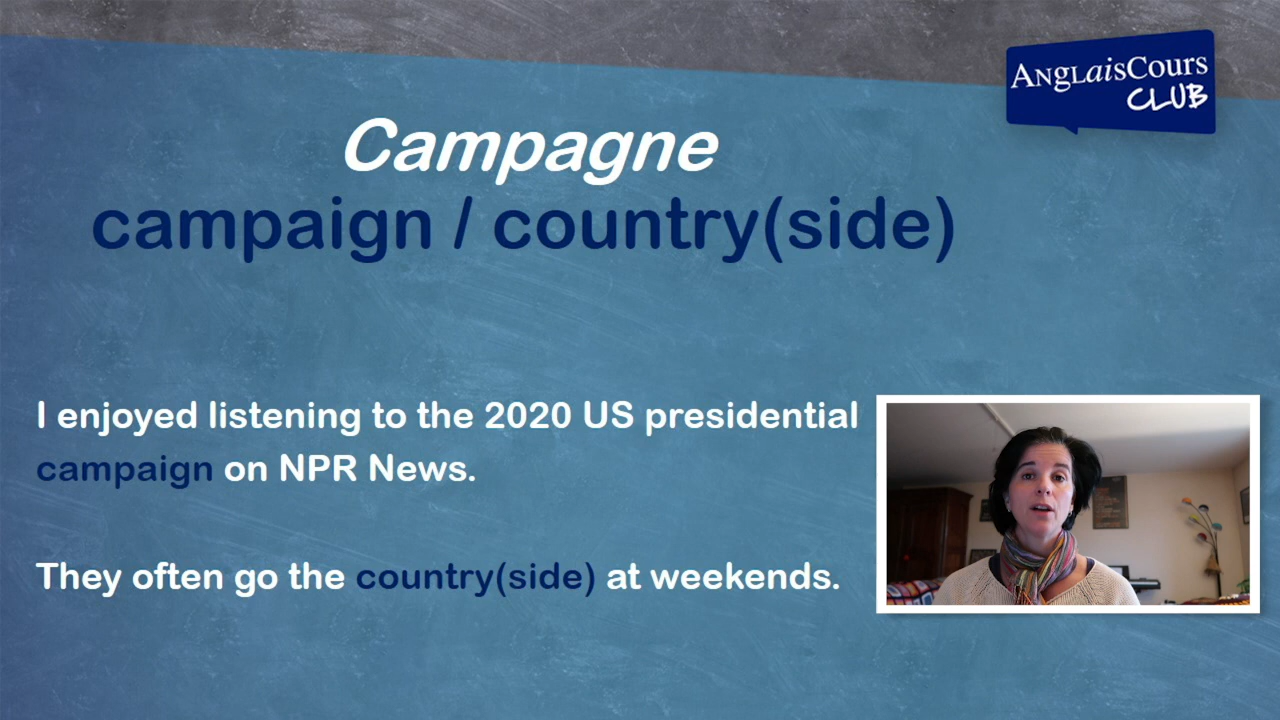 ANGLaisCours
CLUB
Campagne
campaign / country(side)
I enjoyed listening to the 2020 US presidential
campaign on NPR News.
They often go the country(side) at weekends.